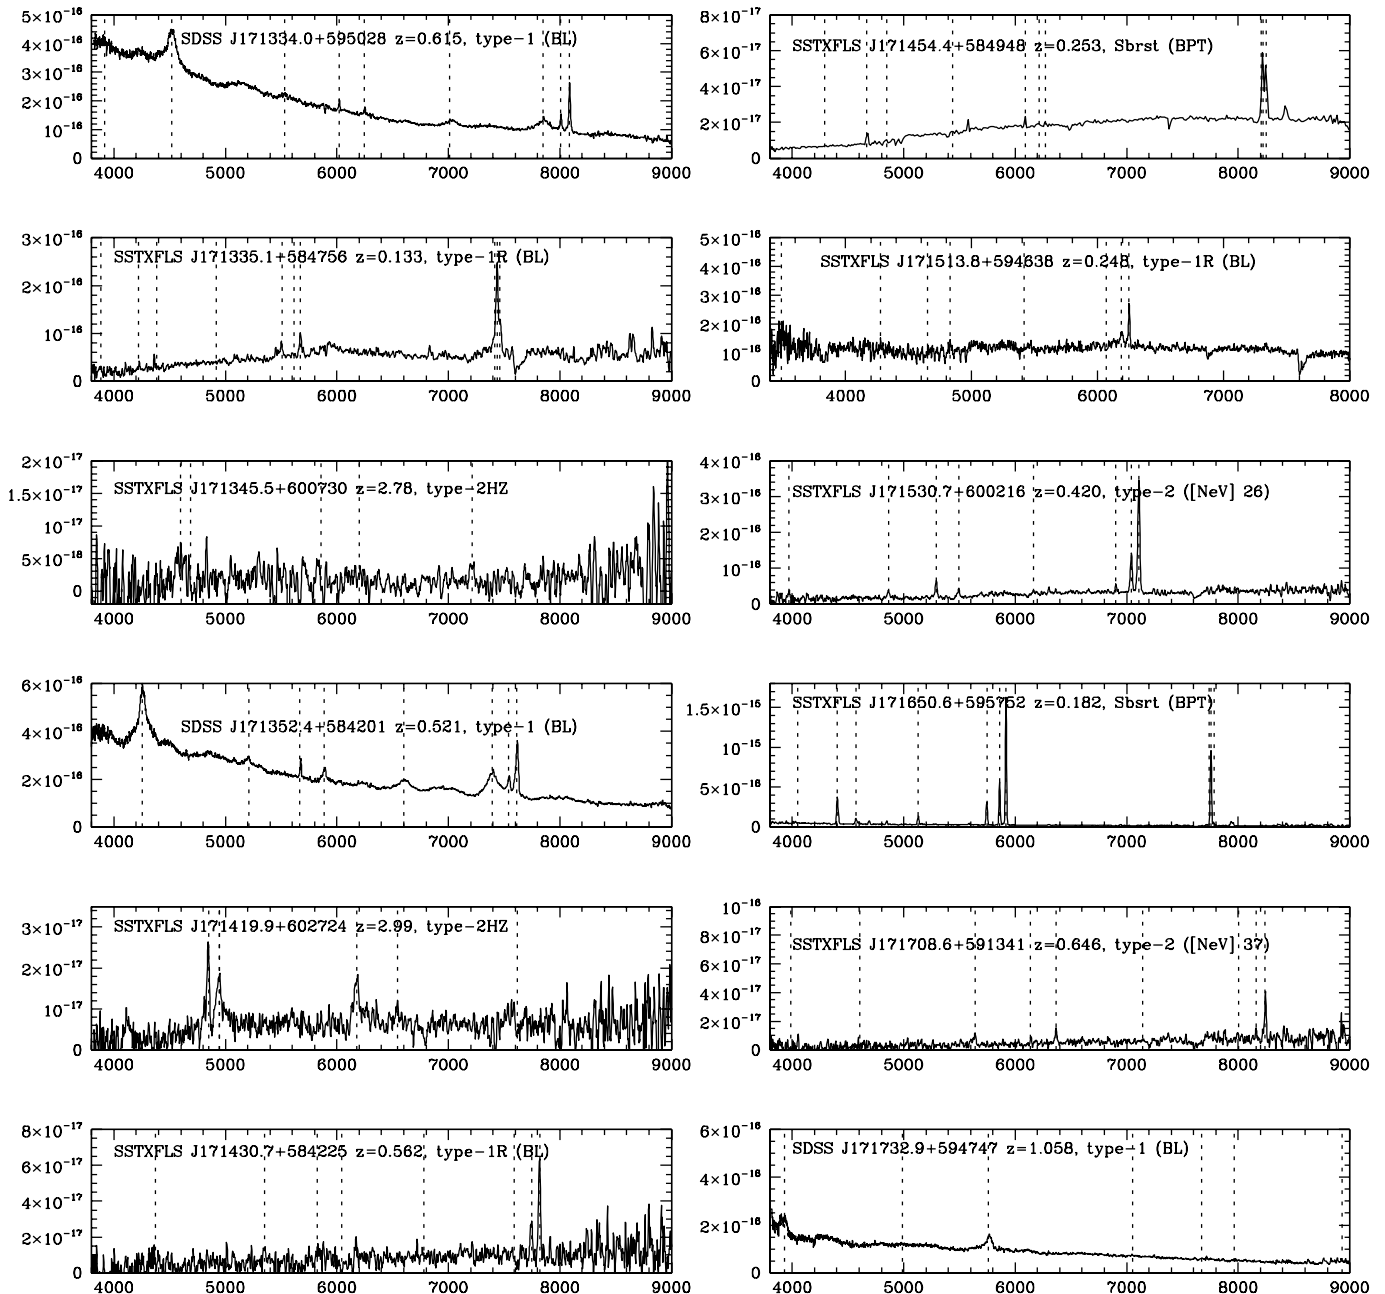 5×10⁻¹⁶
4×10⁻¹⁶
3×10⁻¹⁶
2×10⁻¹⁶
10⁻¹⁶
0
SDSS J171334.0+595028 z=0.615, type-1 (BL)
4000 5000 6000 7000 8000 9000
8×10⁻¹⁷
6×10⁻¹⁷
4×10⁻¹⁷
2×10⁻¹⁷
0
SSTXFLS J171454.4+584948 z=0.253, Sbrst (BPT)
4000 5000 6000 7000 8000 9000
3×10⁻¹⁶
2×10⁻¹⁶
10⁻¹⁶
0
SSTXFLS J171335.1+584756 z=0.133, type-1R (BL)
4000 5000 6000 7000 8000 9000
5×10⁻¹⁶
4×10⁻¹⁶
3×10⁻¹⁶
2×10⁻¹⁶
10⁻¹⁶
0
SSTXFLS J171513.8+594638 z=0.248, type-1R (BL)
4000 5000 6000 7000 8000
2×10⁻¹⁷
1.5×10⁻¹⁷
10⁻¹⁷
5×10⁻¹⁸
0
SSTXFLS J171345.5+600730 z=2.78, type-2HZ
4000 5000 6000 7000 8000 9000
4×10⁻¹⁶
3×10⁻¹⁶
2×10⁻¹⁶
10⁻¹⁶
0
SSTXFLS J171530.7+600216 z=0.420, type-2 ([NeV] 26)
4000 5000 6000 7000 8000 9000
6×10⁻¹⁶
4×10⁻¹⁶
2×10⁻¹⁶
0
SDSS J171352.4+584201 z=0.521, type-1 (BL)
4000 5000 6000 7000 8000 9000
1.5×10⁻¹⁵
10⁻¹⁵
5×10⁻¹⁶
0
SSTXFLS J171650.6+595752 z=0.182, Sbsrt (BPT)
4000 5000 6000 7000 8000 9000
3×10⁻¹⁷
2×10⁻¹⁷
10⁻¹⁷
0
SSTXFLS J171419.9+602724 z=2.99, type-2HZ
4000 5000 6000 7000 8000 9000
10⁻¹⁶
8×10⁻¹⁷
6×10⁻¹⁷
4×10⁻¹⁷
2×10⁻¹⁷
0
SSTXFLS J171708.6+591341 z=0.646, type-2 ([NeV] 37)
4000 5000 6000 7000 8000 9000
8×10⁻¹⁷
6×10⁻¹⁷
4×10⁻¹⁷
2×10⁻¹⁷
0
SSTXFLS J171430.7+584225 z=0.562, type-1R (BL)
4000 5000 6000 7000 8000 9000
6×10⁻¹⁶
4×10⁻¹⁶
2×10⁻¹⁶
0
SDSS J171732.9+594747 z=1.058, type-1 (BL)
4000 5000 6000 7000 8000 9000